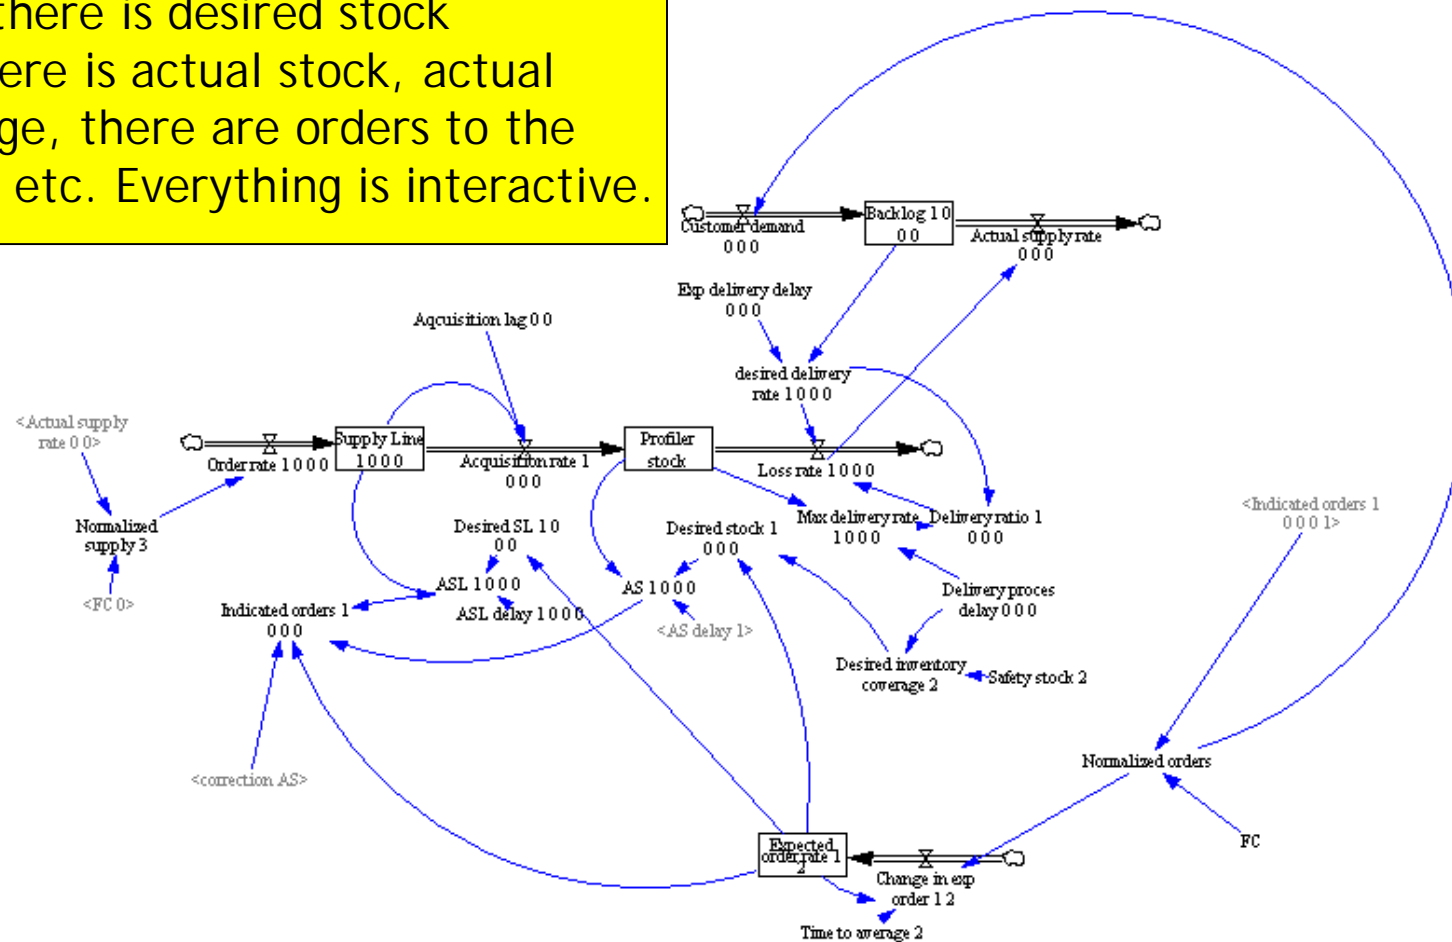 there is desired stock
ere is actual stock, actual
ge, there are orders to the
etc. Everything is interactive.
Customer demand
0 0 0
Backlog 1 0
0 0
Actual supply rate
0 0 0
Exp delivery delay
0 0 0
Aqcuisition lag 0 0
desired delivery
rate 1 0 0 0
<Actual supply
rate 0 0>
Order rate 1 0 0 0
Supply Line
1 0 0 0
Acquisition rate 1
0 0 0
Profiler
stock
Loss rate 1 0 0 0
Normalized
supply 3
Desired SL 1 0
0 0
Desired stock 1
0 0 0
Max delivery rate
1 0 0 0
Delivery ratio 1
0 0 0
<Indicated orders 1
0 0 0 1>
<FC 0>
ASL 1 0 0 0
ASL delay 1 0 0 0
AS 1 0 0 0
<AS delay 1>
Delivery proces
delay 0 0 0
Indicated orders 1
0 0 0
Desired inventory
coverage 2
Safety stock 2
<correction AS>
Normalized orders
FC
Expected
order rate 1
2
Change in exp
order 1 2
Time to average 2